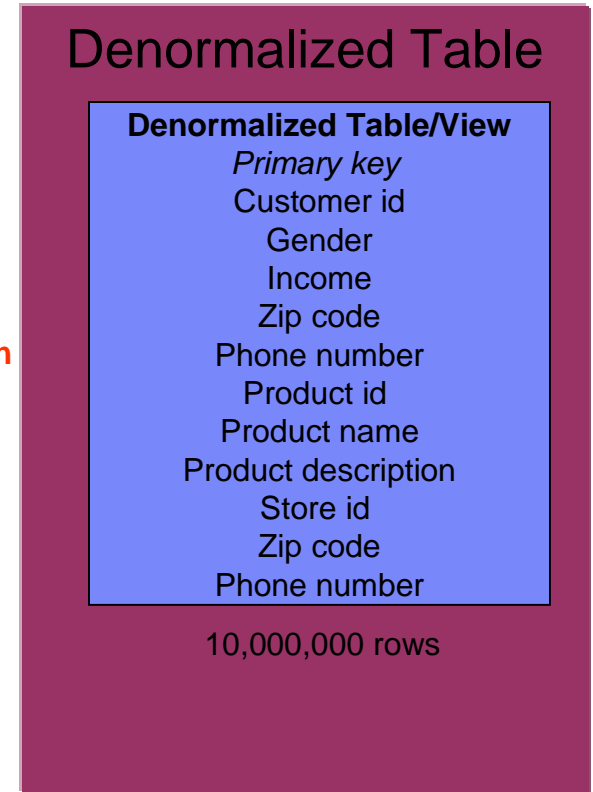 Denormalized Table
Denormalized Table/View
Primary key
Customer id
Gender
Income
Zip code
Phone number
Product id
Product name
Product description
Store id
Zip code
Phone number
10,000,000 rows